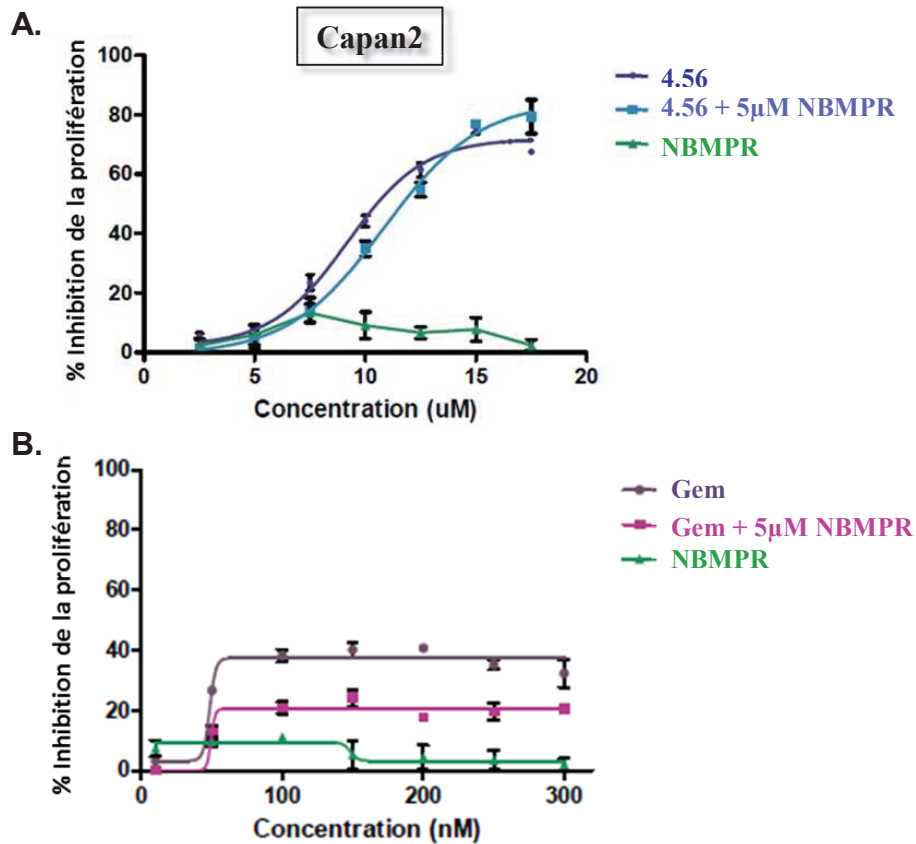 A.
Capan2
% Inhibition de la prolifération
100
80
60
40
20
0
0 5 10 15 20
Concentration (uM)
4.56
4.56 + 5µM NBMPR
NBMPR
B.
% Inhibition de la prolifération
100
80
60
40
20
0
0 100 200 300
Concentration (nM)
Gem
Gem + 5µM NBMPR
NBMPR